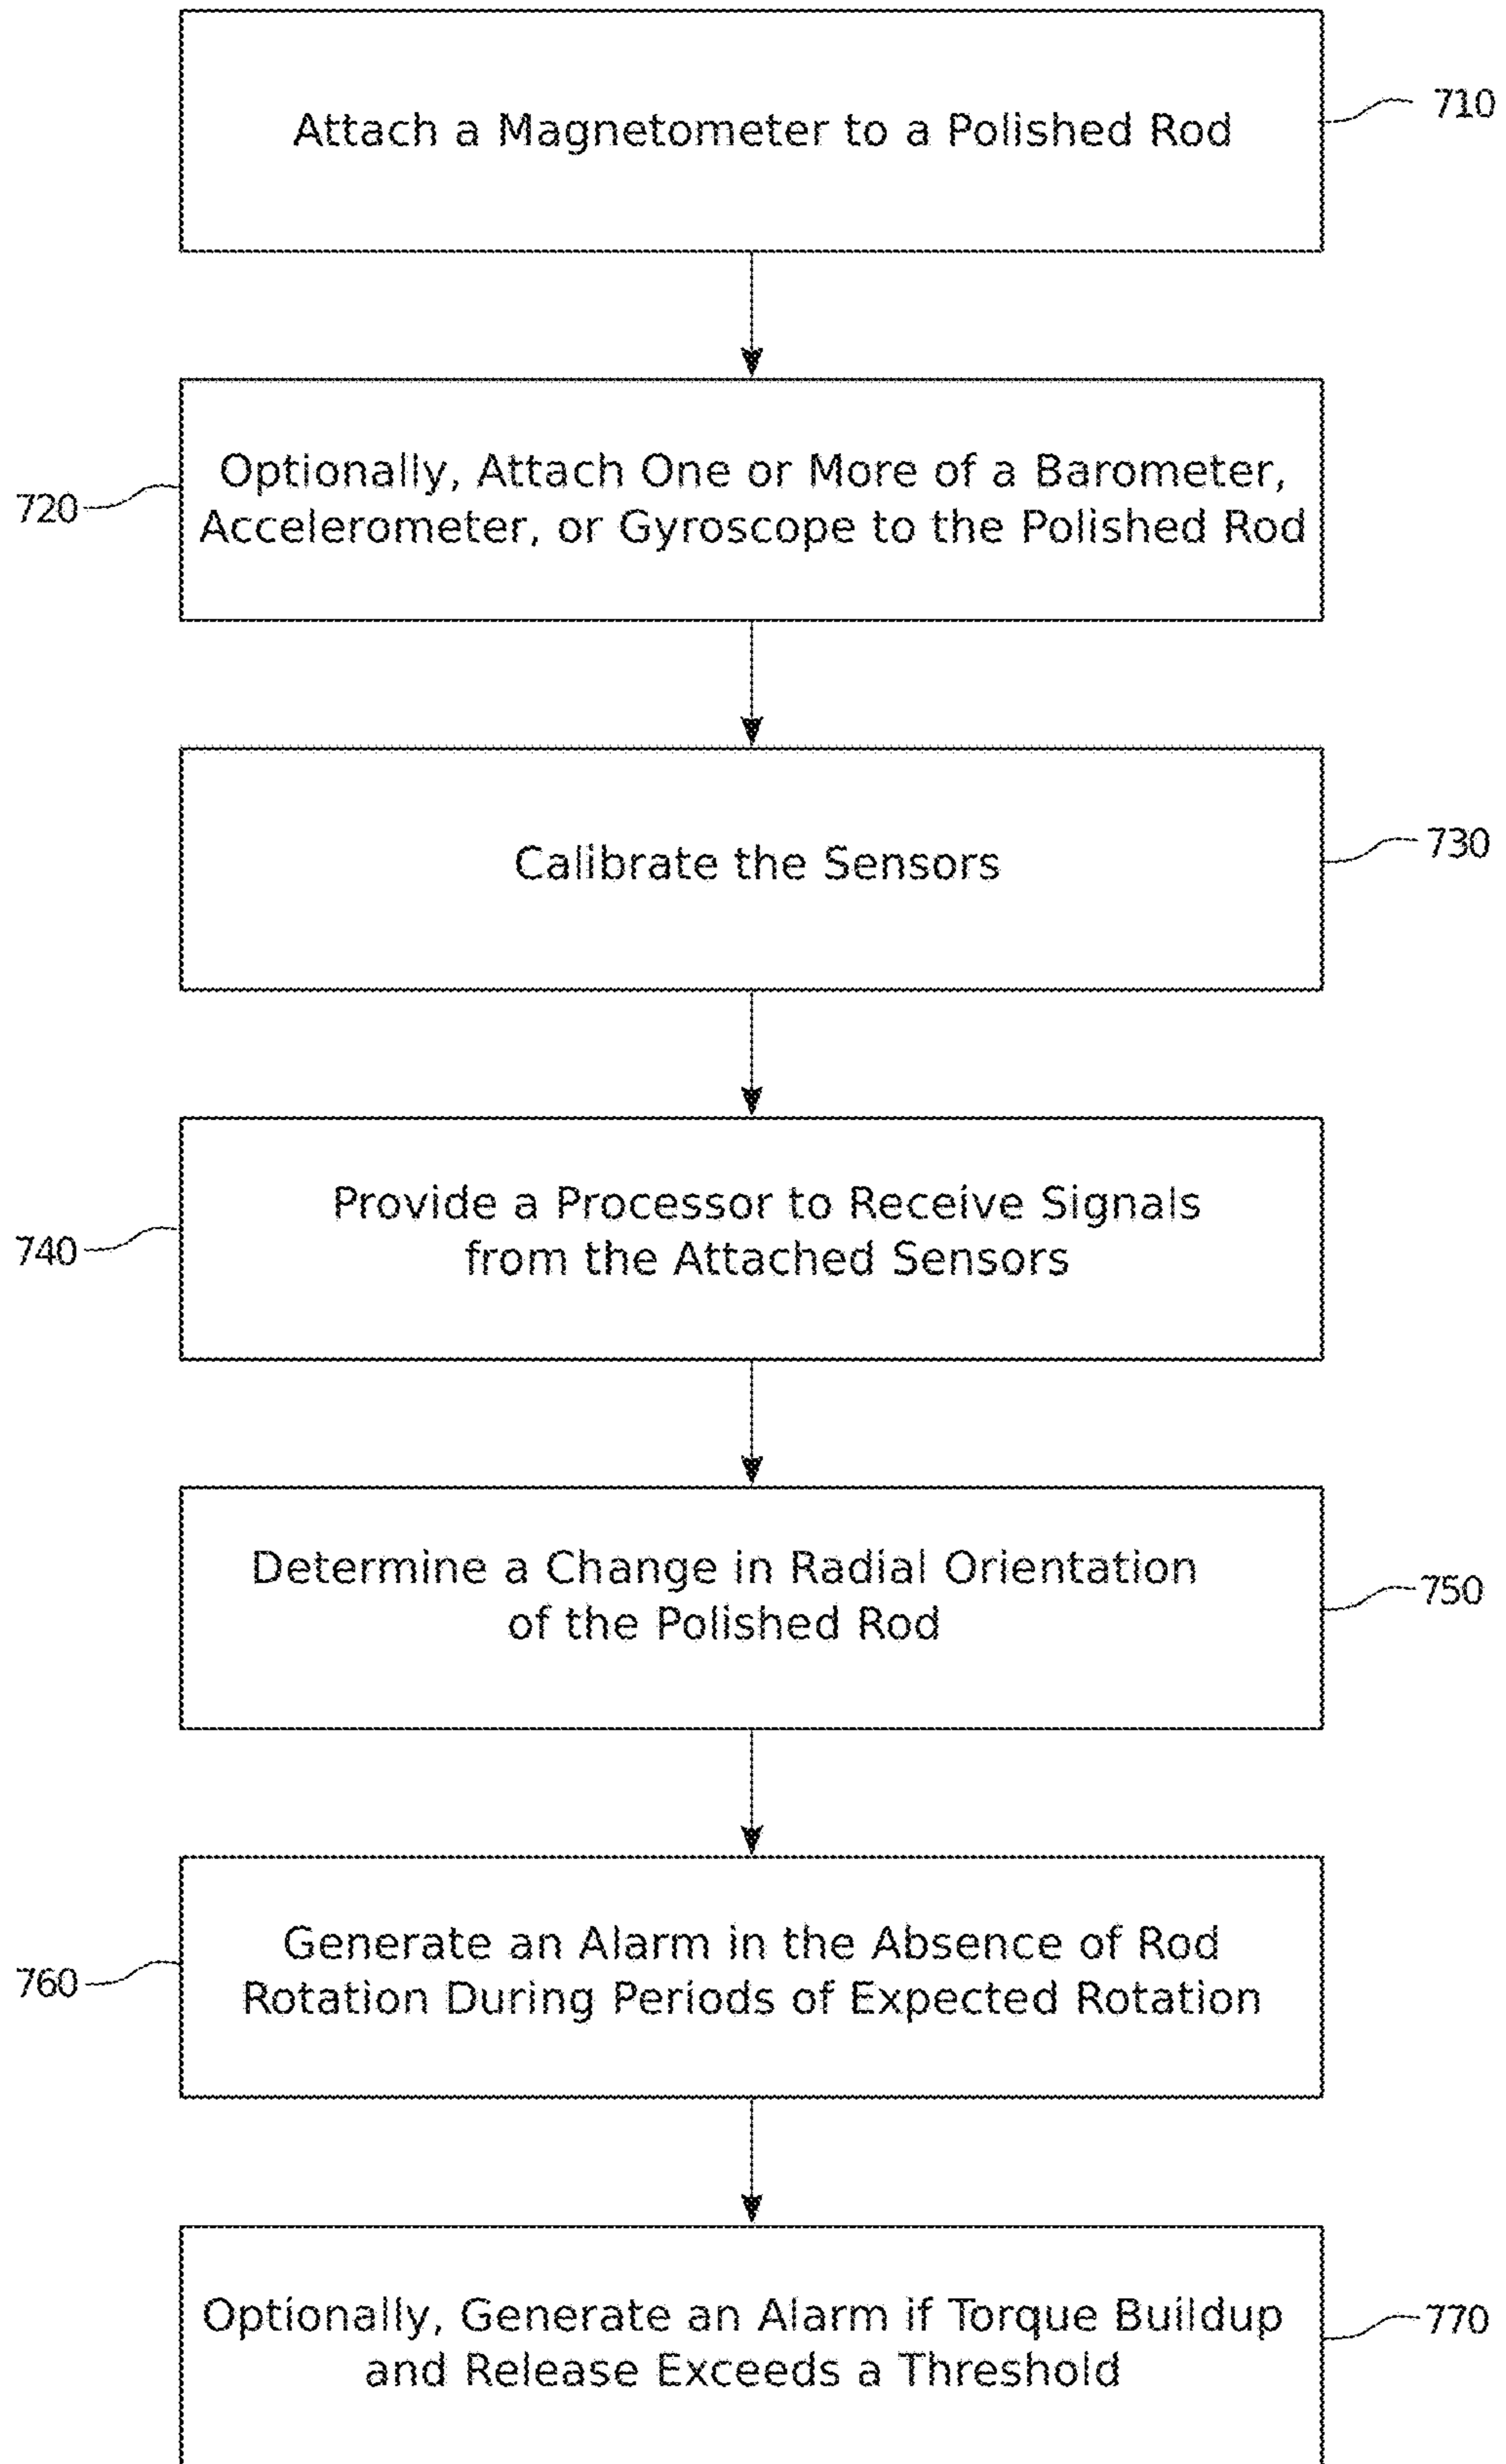 Attach a Magnetometer to a Polished Rod
710
Optionally, Attach One or More of a Barometer,
Accelerometer, or Gyroscope to the Polished Rod
720
Calibrate the Sensors
730
Provide a Processor to Receive Signals
from the Attached Sensors
740
Determine a Change in Radial Orientation
of the Polished Rod
750
Generate an Alarm in the Absence of Rod
Rotation During Periods of Expected Rotation
760
Optionally, Generate an Alarm if Torque Buildup
and Release Exceeds a Threshold
770